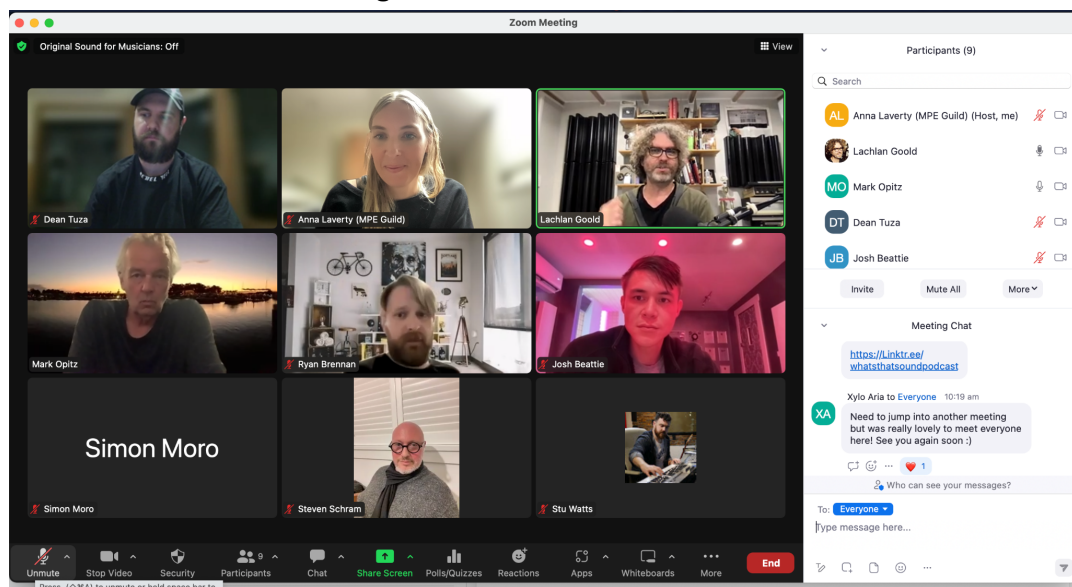 Zoom Meeting
Original Sound for Musicians: Off
View
Dean Tuza
Anna Laverty (MPE Guild)
Lachlan Goold
Mark Opitz
Ryan Brennan
Josh Beattie
Simon Moro
Simon Moro
Steven Schram
Stu Watts
Unmute
Stop Video
Security
9
Participants
Chat
Share Screen
Polls/Quizzes
Reactions
Apps
Whiteboards
More
End
Participants (9)
Search
AL Anna Laverty (MPE Guild) (Host, me)
Lachlan Goold
MO Mark Opitz
DT Dean Tuza
JB Josh Beattie
Invite
Mute All
More
Meeting Chat
https://Linktr.ee/
whatsthatsoundpodcast
Xylo Aria to Everyone 10:19 am
XA
Need to jump into another meeting
but was really lovely to meet everyone
here! See you again soon :)
1
Who can see your messages?
To: Everyone
Type message here...